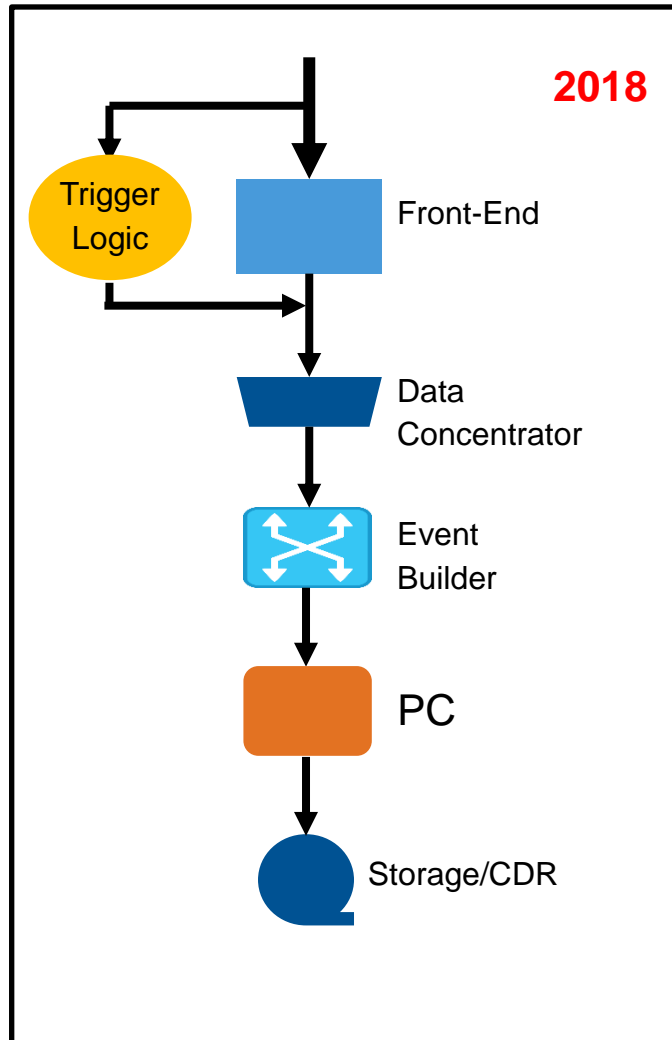 2018
Trigger
Logic
Front-End
Data
Concentrator
Event
Builder
PC
Storage/CDR